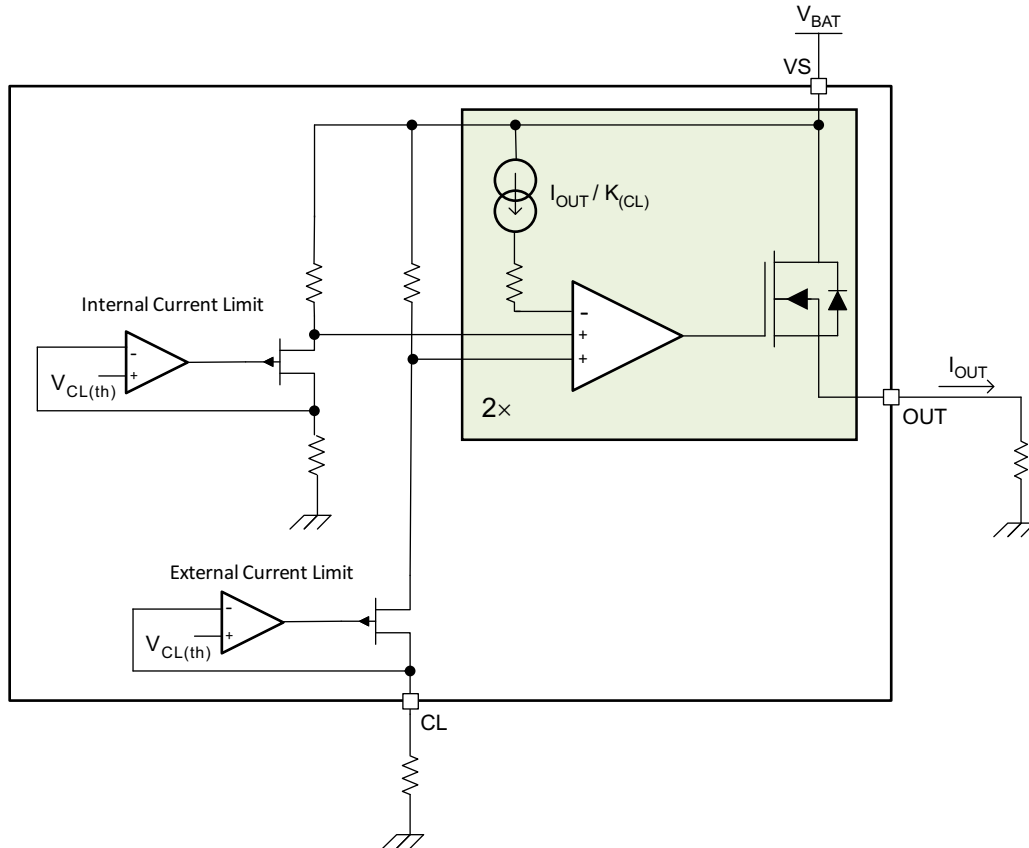 V_BAT
VS
I_OUT / K_(CL)
Internal Current Limit
-
+
V_CL(th)
-
+
+
2×
I_OUT
OUT
External Current Limit
-
+
V_CL(th)
CL